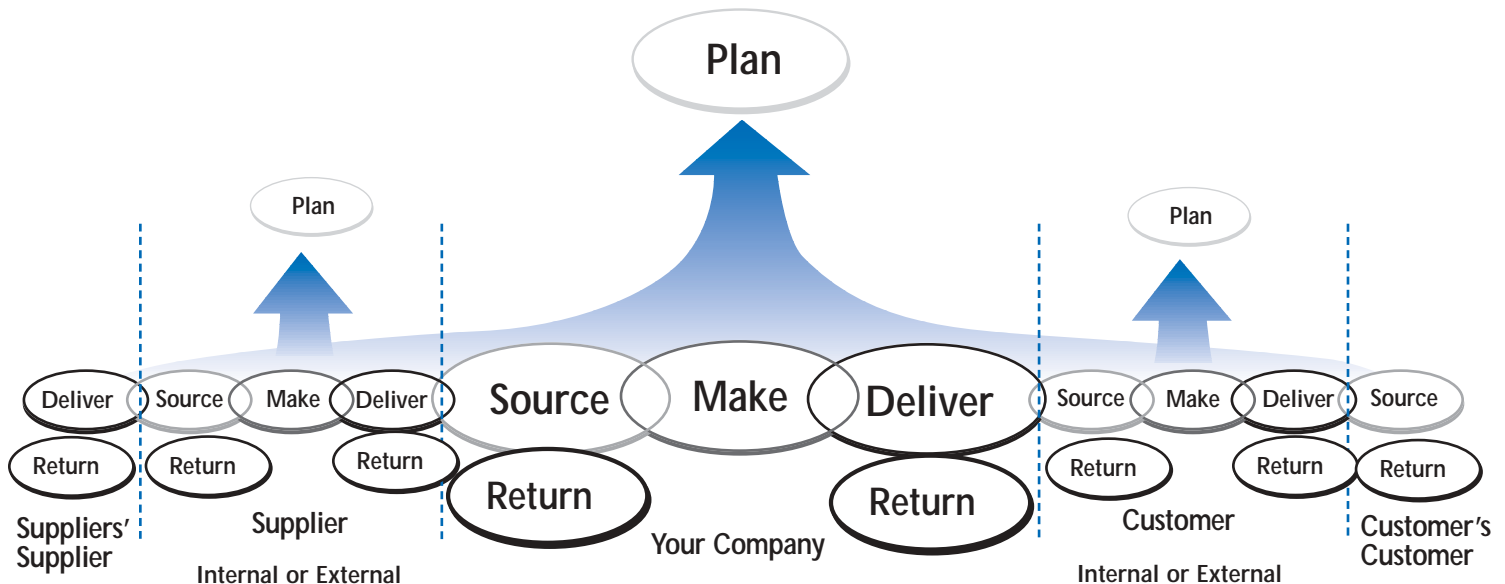 Plan
Plan
Plan
Deliver Source Make Deliver Source Make Deliver Source Make Deliver Source
Return Return Return Return Return Return Return Return
Suppliers'
Supplier
Supplier
Internal or External
Your Company
Customer
Internal or External
Customer's
Customer